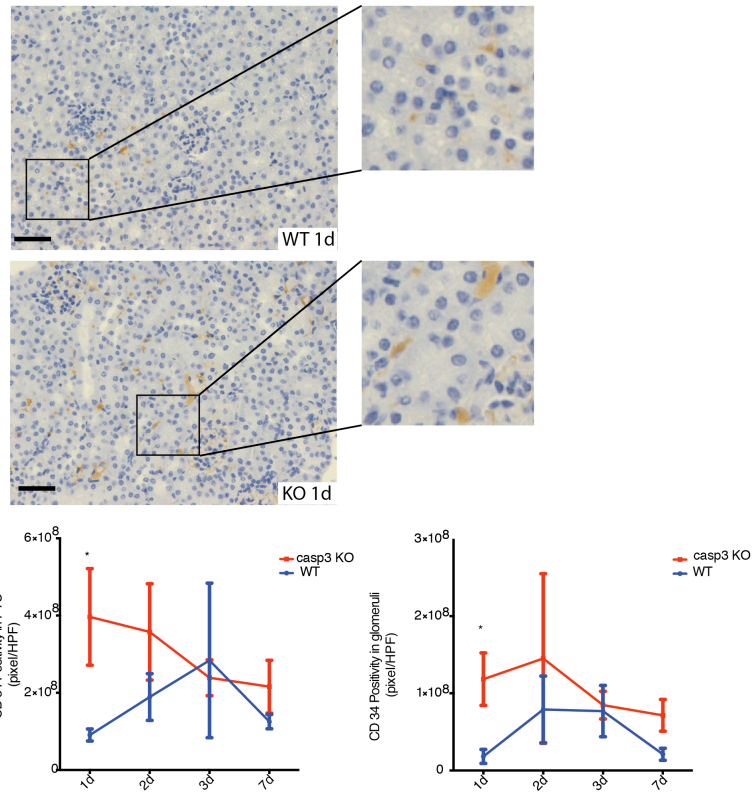 WT 1d
KO 1d
6×10⁸
4×10⁸
2×10⁸
0
(pixel/HPF)
casp3 KO
WT
*
1d
2d
3d
7d
3×10⁸
2×10⁸
1×10⁸
0
CD 34 Positivity in glomeruli
(pixel/HPF)
casp3 KO
WT
*
1d
2d
3d
7d